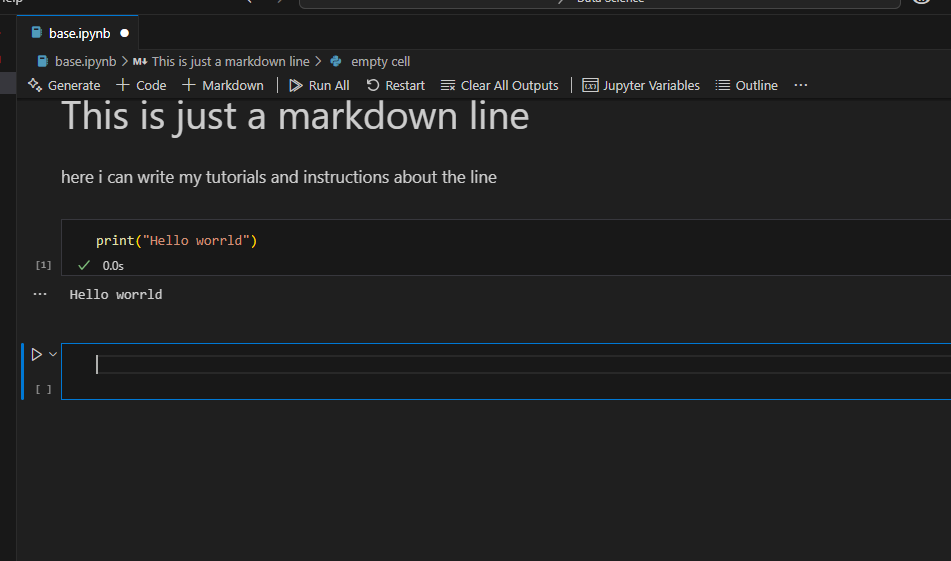 Help
Data Science
base.ipynb
base.ipynb > M↓ This is just a markdown line > empty cell
Generate + Code + Markdown | Run All Restart Clear All Outputs | Jupyter Variables Outline ...
This is just a markdown line
here i can write my tutorials and instructions about the line
print("Hello worrld")
[1] 0.0s
... Hello worrld
[ ]